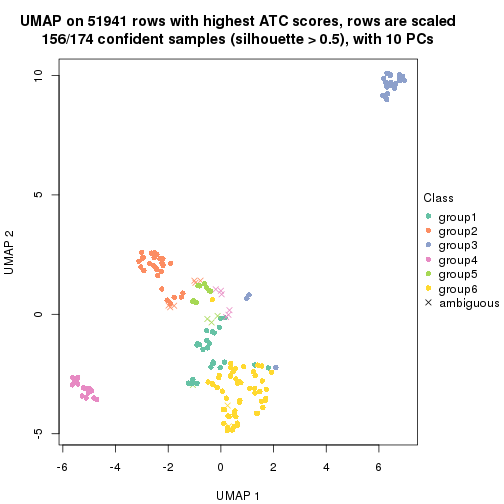 UMAP on 51941 rows with highest ATC scores, rows are scaled
156/174 confident samples (silhouette > 0.5), with 10 PCs
10
5
0
-5
UMAP 2
-6
-4
-2
0
2
4
6
UMAP 1
Class
group1
group2
group3
group4
group5
group6
ambiguous